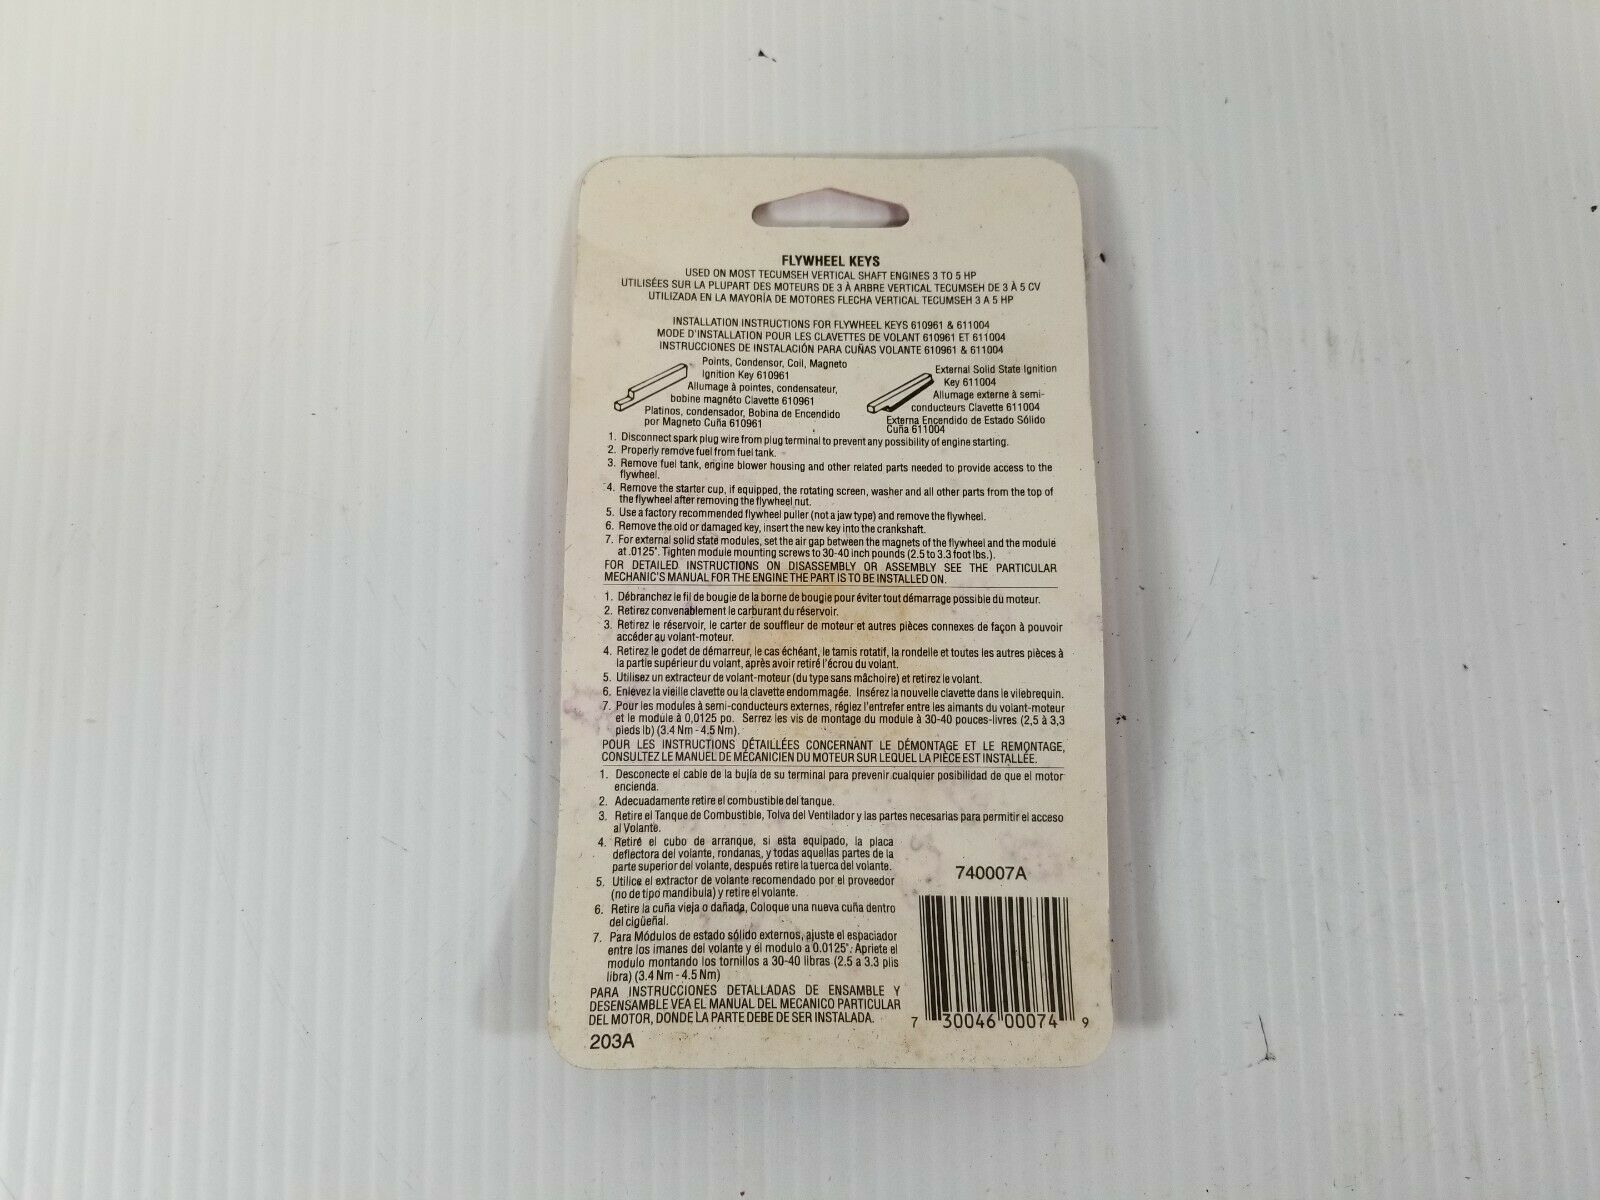 FLYWHEEL KEYS
USED ON MOST TECUMSEH VERTICAL SHAFT ENGINES 3 TO 5 HP
UTILISÉES SUR LA PLUPART DES MOTEURS DE 3 À ARBRE VERTICAL TECUMSEH DE 3 À 5 CV
UTILIZADA EN LA MAYORÍA DE MOTORES FLECHA VERTICAL TECUMSEH 3 A 5 HP
INSTALLATION INSTRUCTIONS FOR FLYWHEEL KEYS 610961 & 611004
MODE D'INSTALLATION POUR LES CLAVETTES DE VOLANT 610961 ET 611004
INSTRUCCIONES DE INSTALACIÓN PARA CUÑAS VOLANTE 610961 & 611004
Points, Condensor, Coil, Magneto
Ignition Key 610961
Allumage à pointes, condensateur,
bobine magnéto Clavette 610961
Platinos, condensador, Bobina de Encendido
por Magneto Cuña 610961
External Solid State Ignition
Key 611004
Allumage externe à semi-
conducteurs Clavette 611004
Externa Encendido de Estado Sólido
Cuña 611004
1. Disconnect spark plug wire from plug terminal to prevent any possibility of engine starting.
2. Properly remove fuel from fuel tank.
3. Remove fuel tank, engine blower housing and other related parts needed to provide access to the
flywheel.
4. Remove the starter cup, if equipped, the rotating screen, washer and all other parts from the top of
the flywheel after removing the flywheel nut.
5. Use a factory recommended flywheel puller (not a jaw type) and remove the flywheel.
6. Remove the old or damaged key, insert the new key into the crankshaft.
7. For external solid state modules, set the air gap between the magnets of the flywheel and the module
at .0125". Tighten module mounting screws to 30-40 inch pounds (2.5 to 3.3 foot lbs.).
FOR DETAILED INSTRUCTIONS ON DISASSEMBLY OR ASSEMBLY SEE THE PARTICULAR
MECHANIC'S MANUAL FOR THE ENGINE THE PART IS TO BE INSTALLED ON.
1. Débranchez le fil de bougie de la borne de bougie pour éviter tout démarrage possible du moteur.
2. Retirez convenablement le carburant du réservoir.
3. Retirez le réservoir, le carter de souffleur de moteur et autres pièces connexes de façon à pouvoir
accéder au volant-moteur.
4. Retirez le godet de démarreur, le cas échéant, le tamis rotatif, la rondelle et toutes les autres pièces à
la partie supérieur du volant, après avoir retiré l'écrou du volant.
5. Utilisez un extracteur de volant-moteur (du type sans mâchoire) et retirez le volant.
6. Enlevez la vieille clavette ou la clavette endommagée. Insérez la nouvelle clavette dans le vilebrequin.
7. Pour les modules à semi-conducteurs externes, réglez l'entrefer entre les aimants du volant-moteur
et le module à 0,0125 po. Serrez les vis de montage du module à 30-40 pouces-livres (2,5 à 3,3
pieds lb) (3.4 Nm - 4.5 Nm).
POUR LES INSTRUCTIONS DÉTAILLÉES CONCERNANT LE DÉMONTAGE ET LE REMONTAGE,
CONSULTEZ LE MANUEL DE MÉCANICIEN DU MOTEUR SUR LEQUEL LA PIÈCE EST INSTALLÉE.
1. Desconecte el cable de la bujía de su terminal para prevenir cualquier posibilidad de que el motor
encienda.
2. Adecuadamente retire el combustible del tanque.
3. Retire el Tanque de Combustible, Tolva del Ventilador y las partes necesarias para permitir el acceso
al Volante.
4. Retiré el cubo de arranque, si esta equipado, la placa
deflectora del volante, rondanas, y todas aquellas partes de la
parte superior del volante, después retire la tuerca del volante.
5. Utilice el extractor de volante recomendado por el proveedor
(no de tipo mandibula) y retire el volante.
6. Retire la cuña vieja o dañada, Coloque una nueva cuña dentro
del cigüeñal.
7. Para Módulos de estado sólido externos, ajuste el espaciador
entre los imanes del volante y el modulo a 0.0125". Apriete el
modulo montando los tornillos a 30-40 libras (2.5 a 3.3 plis
libra) (3.4 Nm - 4.5 Nm)
PARA INSTRUCCIONES DETALLADAS DE ENSAMBLE Y
DESENSAMBLE VEA EL MANUAL DEL MECANICO PARTICULAR
DEL MOTOR, DONDE LA PARTE DEBE DE SER INSTALADA.
203A
740007A
7 30046 00074 9